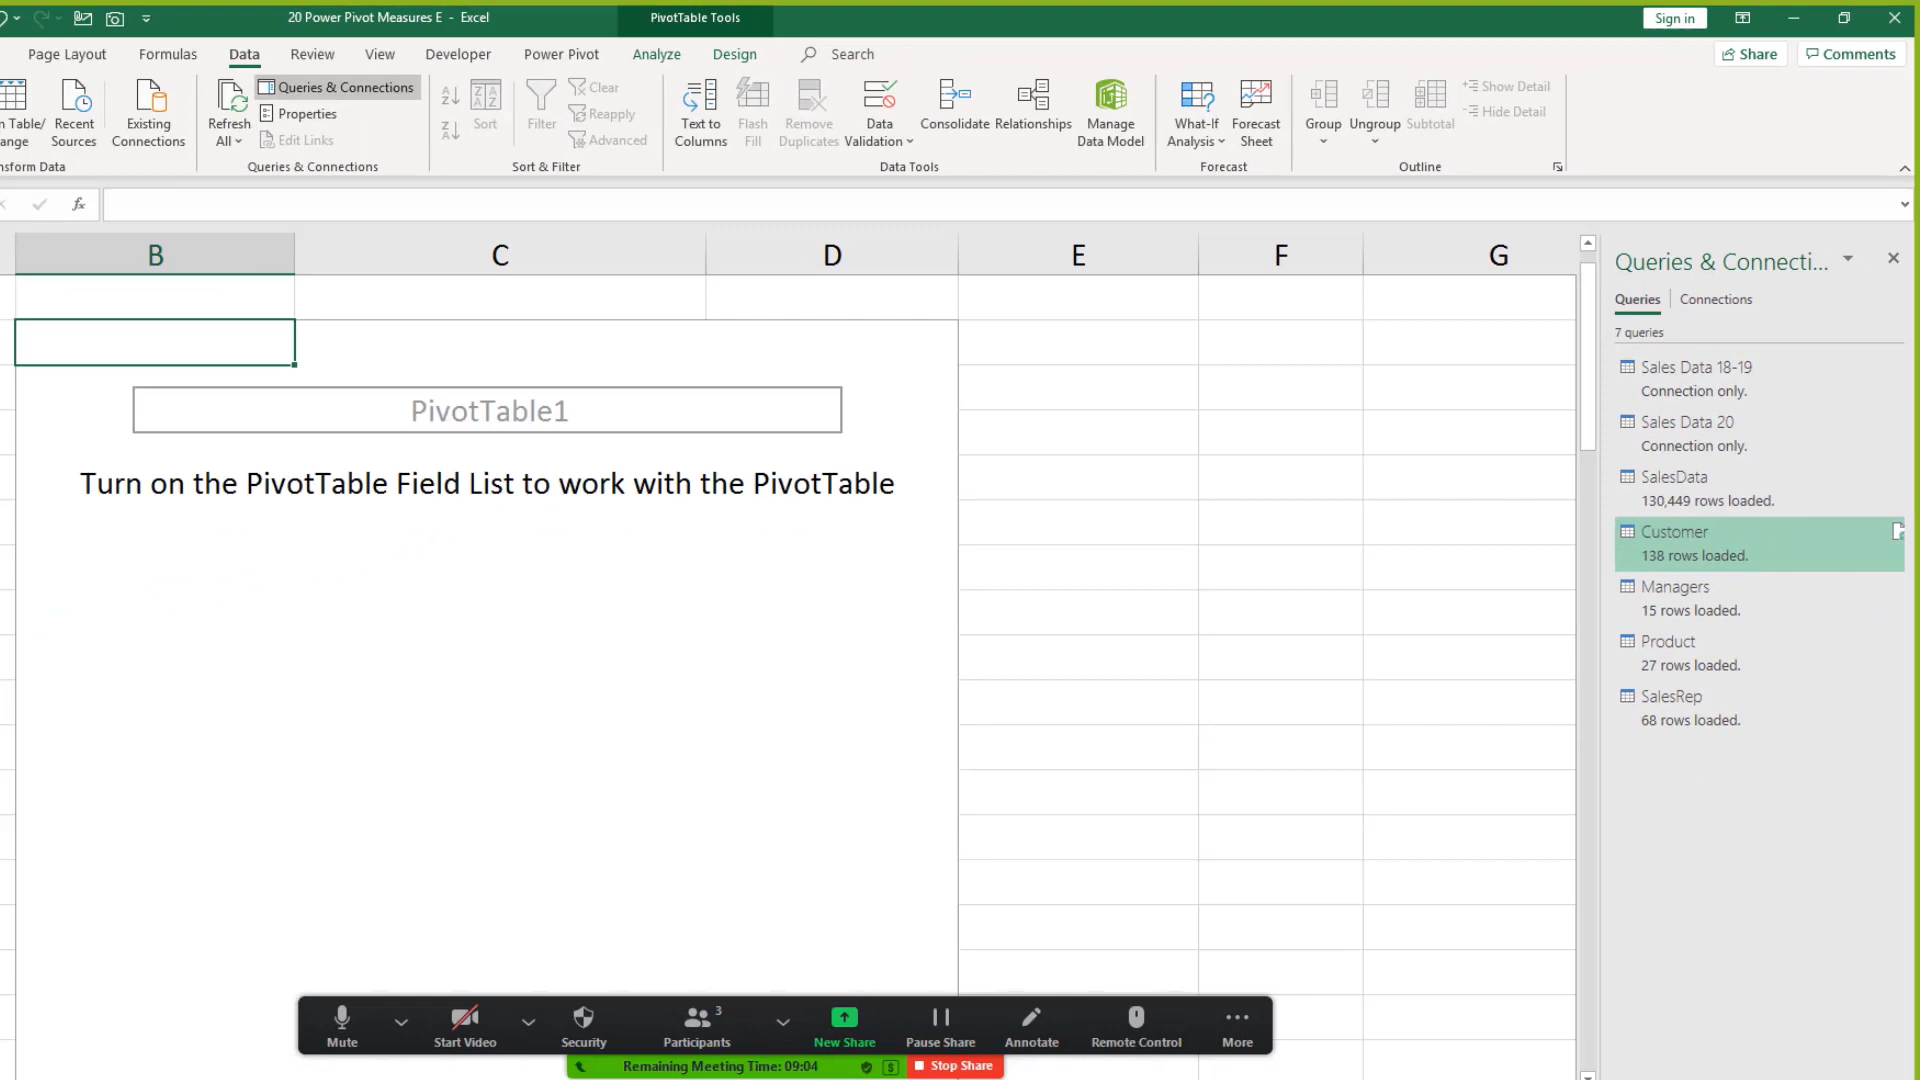 20 Power Pivot Measures E - Excel
PivotTable Tools
Sign in
Page Layout
Formulas
Data
Review
View
Developer
Power Pivot
Analyze
Design
Search
Share
Comments
Recent
Sources
Existing
Connections
Refresh
All
Queries & Connections
Properties
Edit Links
Queries & Connections
Sort
Filter
Clear
Reapply
Advanced
Sort & Filter
Text to
Columns
Flash
Fill
Remove
Duplicates
Data
Validation
Consolidate
Relationships
Manage
Data Model
Data Tools
What-If
Analysis
Forecast
Sheet
Forecast
Group
Ungroup
Subtotal
Show Detail
Hide Detail
Outline
fx
B
C
D
E
F
G
PivotTable1
Turn on the PivotTable Field List to work with the PivotTable
Queries & Connecti...
Queries
Connections
7 queries
Sales Data 18-19
Connection only.
Sales Data 20
Connection only.
SalesData
130,449 rows loaded.
Customer
138 rows loaded.
Managers
15 rows loaded.
Product
27 rows loaded.
SalesRep
68 rows loaded.
Mute
Start Video
Security
Participants
3
New Share
Pause Share
Annotate
Remote Control
More
Remaining Meeting Time: 09:04
Stop Share